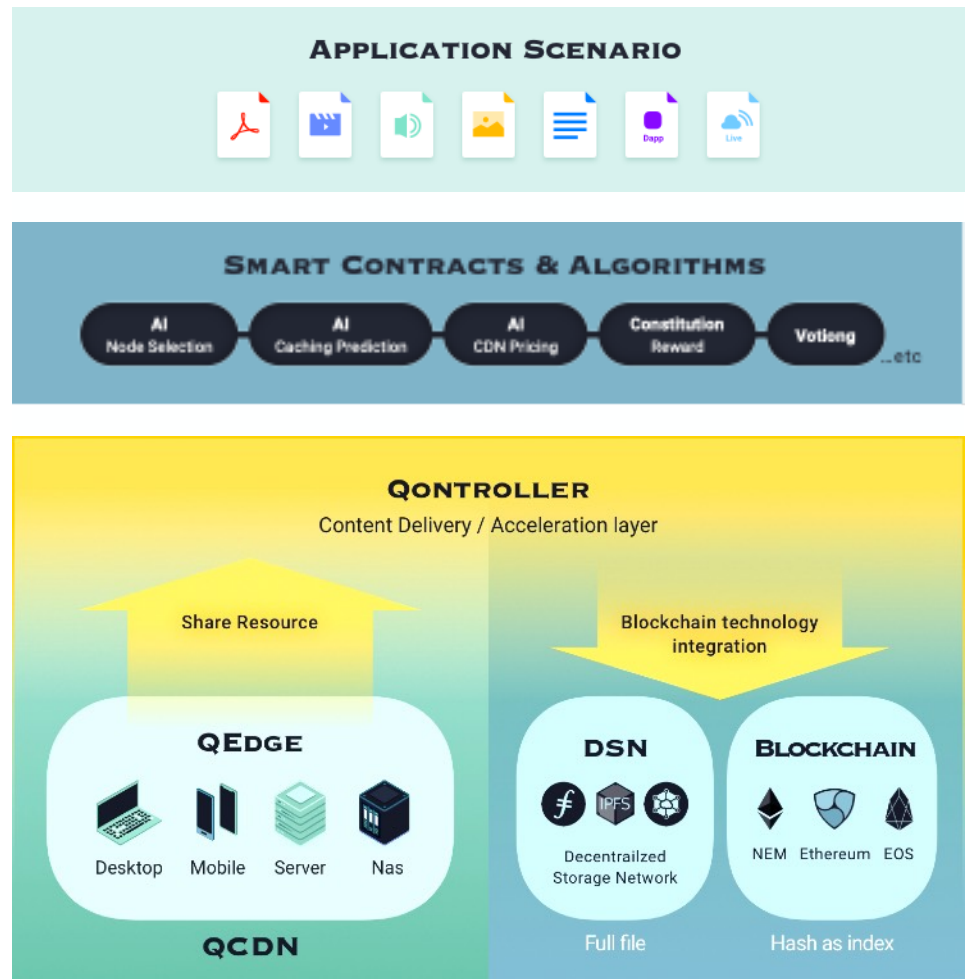 APPLICATION SCENARIO
Dapp
Live
SMART CONTRACTS & ALGORITHMS
AI
Node Selection
AI
Caching Prediction
AI
CDN Pricing
Constitution
Reward
Votiong
...etc
QONTROLLER
Content Delivery / Acceleration layer
Share Resource
Blockchain technology
integration
QEDGE
Desktop
Mobile
Server
Nas
QCDN
DSN
IPFS
Decentrailzed
Storage Network
Full file
BLOCKCHAIN
NEM
Ethereum
EOS
Hash as index